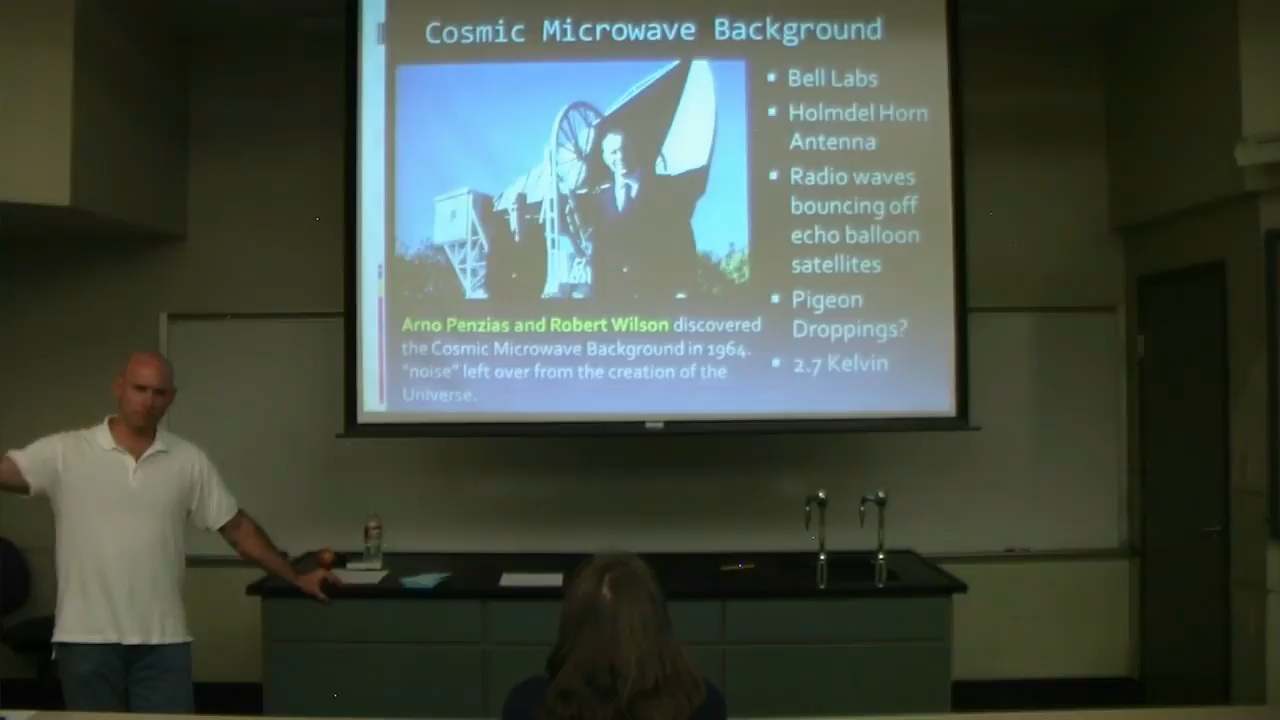 Cosmic Microwave Background
Bell Labs
Holmdel Horn
Antenna
Radio waves
bouncing off
echo balloon
satellites
Pigeon
Droppings?
2.7 Kelvin
Arno Penzias and Robert Wilson discovered
the Cosmic Microwave Background in 1964.
"noise" left over from the creation of the
Universe.